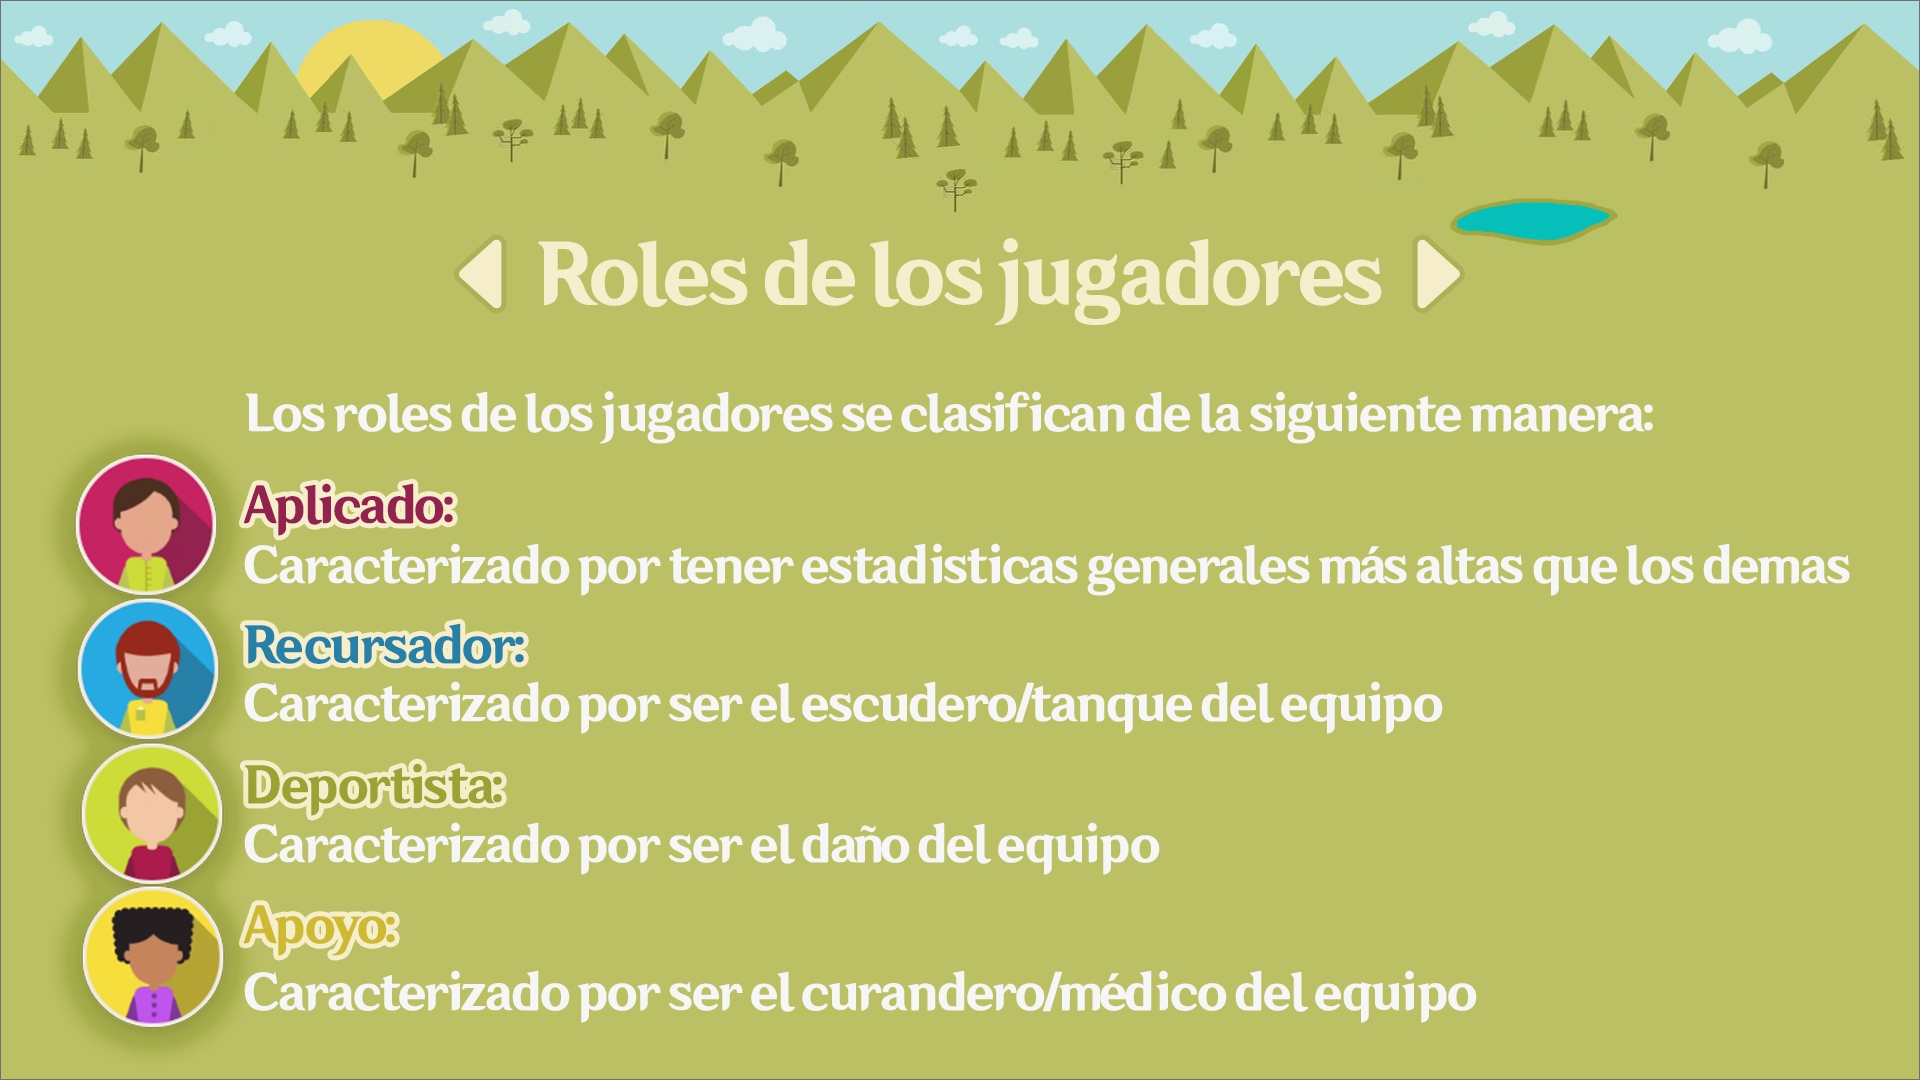 Roles de los jugadores
Los roles de los jugadores se clasifican de la siguiente manera:
Aplicado:
Caracterizado por tener estadisticas generales más altas que los demas
Recursador:
Caracterizado por ser el escudero/tanque del equipo
Deportista:
Caracterizado por ser el daño del equipo
Apoyo:
Caracterizado por ser el curandero/médico del equipo